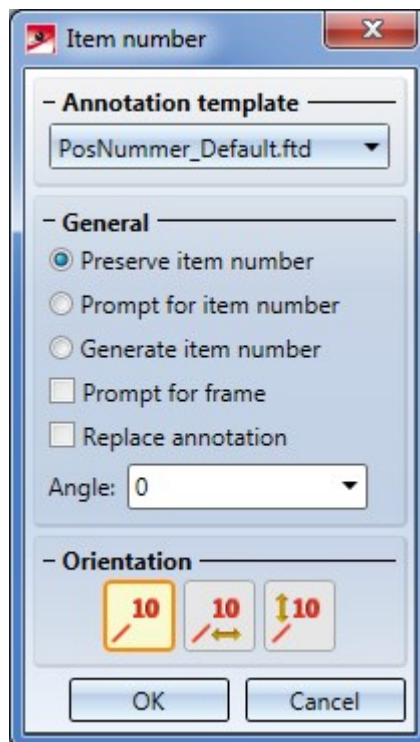 Item number
Annotation template
PosNummer_Default.ftd
General
Preserve item number
Prompt for item number
Generate item number
Prompt for frame
Replace annotation
Angle: 0
Orientation
10 10 10
OK Cancel